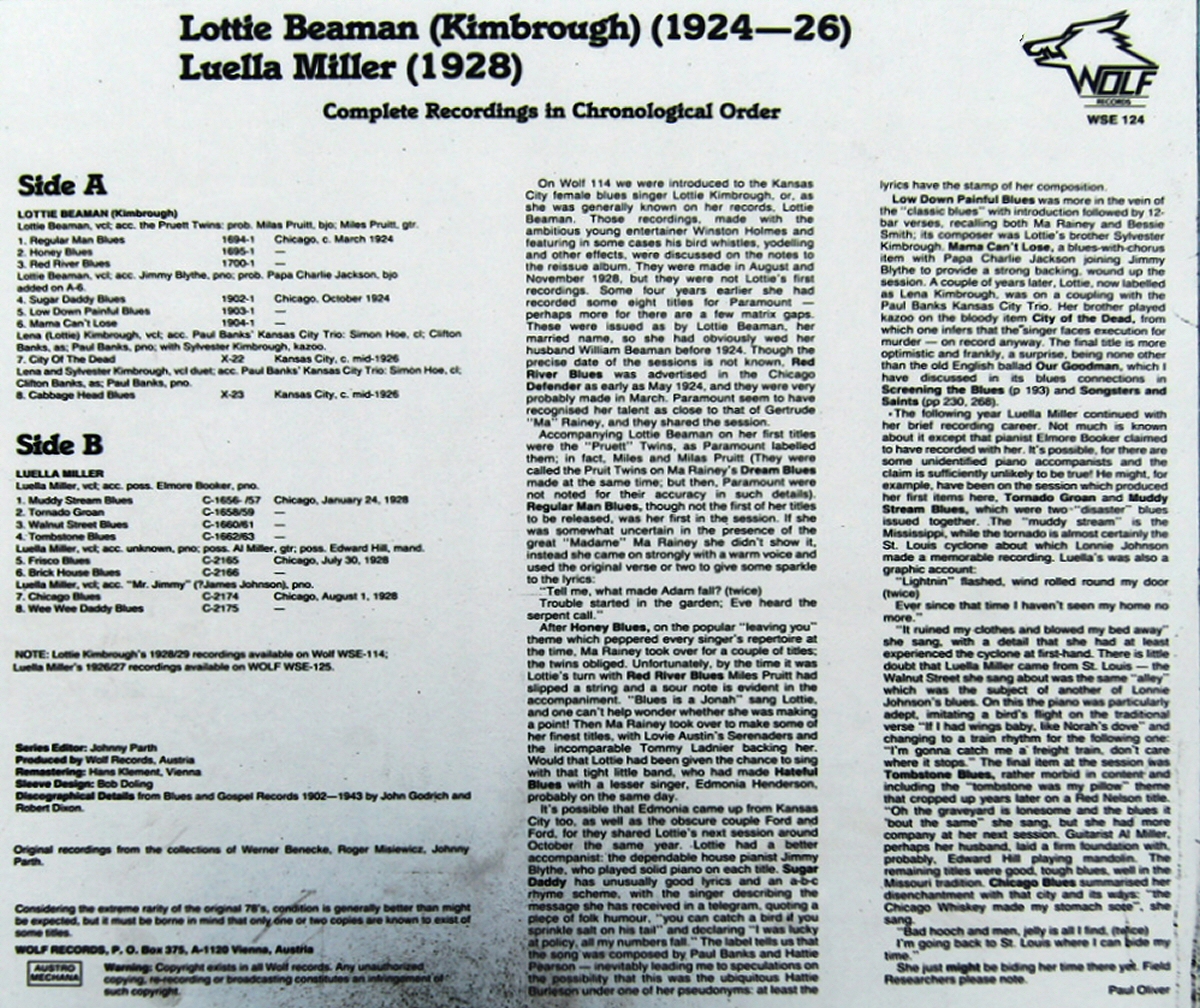 Lottie Beaman (Kimbrough) (1924—26)
Luella Miller (1928)
Complete Recordings in Chronological Order
WOLF
RECORDS
WSE 124
Side A
LOTTIE BEAMAN (Kimbrough)
Lottie Beaman, vcl; acc. the Pruett Twins: prob. Milas Pruitt, bjo; Miles Pruitt, gtr.
1. Regular Man Blues 1694-1 Chicago, c. March 1924
2. Honey Blues 1695-1 —
3. Red River Blues 1700-1 —
Lottie Beaman, vcl; acc. Jimmy Blythe, pno; prob. Papa Charlie Jackson, bjo
added on A-6.
4. Sugar Daddy Blues 1902-1 Chicago, October 1924
5. Low Down Painful Blues 1903-1 —
6. Mama Can't Lose 1904-1 —
Lena (Lottie) Kimbrough, vcl; acc. Paul Banks' Kansas City Trio: Simon Hoe, cl; Clifton
Banks, as; Paul Banks, pno; with Sylvester Kimbrough, kazoo.
7. City Of The Dead X-22 Kansas City, c. mid-1926
Lena and Sylvester Kimbrough, vcl duet; acc. Paul Banks' Kansas City Trio: Simon Hoe, cl;
Clifton Banks, as; Paul Banks, pno.
8. Cabbage Head Blues X-23 Kansas City, c. mid-1926
Side B
LUELLA MILLER
Luella Miller, vcl; acc. poss. Elmore Booker, pno.
1. Muddy Stream Blues C-1656- /57 Chicago, January 24, 1928
2. Tornado Groan C-1658/59 —
3. Walnut Street Blues C-1660/61 —
4. Tombstone Blues C-1662/63 —
Luella Miller, vcl; acc. unknown, pno; poss. Al Miller, gtr; poss. Edward Hill, mand.
5. Frisco Blues C-2165 Chicago, July 30, 1928
6. Brick House Blues C-2166 —
Luella Miller, vcl; acc. "Mr. Jimmy" (?James Johnson), pno.
7. Chicago Blues C-2174 Chicago, August 1, 1928
8. Wee Wee Daddy Blues C-2175 —
NOTE: Lottie Kimbrough's 1928/29 recordings available on Wolf WSE-114;
Luella Miller's 1926/27 recordings available on WOLF WSE-125.
Series Editor: Johnny Parth
Produced by Wolf Records, Austria
Remastering: Hans Klement, Vienna
Sleeve Design: Bob Doling
Discographical Details from Blues and Gospel Records 1902—1943 by John Godrich and
Robert Dixon.
Original recordings from the collections of Werner Benecke, Roger Misiewicz, Johnny
Parth.
Considering the extreme rarity of the original 78's, condition is generally better than might
be expected, but it must be borne in mind that only one or two copies are known to exist of
some titles.
WOLF RECORDS, P. O. Box 375, A-1120 Vienna, Austria
AUSTRO
MECHANA
Warning: Copyright exists in all Wolf records. Any unauthorized
copying, re-recording or broadcasting constitutes an infringement of
such copyright.
On Wolf 114 we were introduced to the Kansas
City female blues singer Lottie Kimbrough, or, as
she was generally known on her records, Lottie
Beaman. Those recordings, made with the
ambitious young entertainer Winston Holmes and
featuring in some cases his bird whistles, yodelling
and other effects, were discussed on the notes to
the reissue album. They were made in August and
November 1928, but they were not Lottie's first
recordings. Some four years earlier she had
recorded some eight titles for Paramount —
perhaps more for there are a few matrix gaps.
These were issued as by Lottie Beaman, her
married name, so she had obviously wed her
husband William Beaman before 1924. Though the
precise date of the sessions is not known, Red
River Blues was advertised in the Chicago
Defender as early as May 1924, and they were very
probably made in March. Paramount seem to have
recognised her talent as close to that of Gertrude
"Ma" Rainey, and they shared the session.
Accompanying Lottie Beaman on her first titles
were the "Pruett" Twins, as Paramount labelled
them; in fact, Miles and Milas Pruitt (They were
called the Pruit Twins on Ma Rainey's Dream Blues
made at the same time; but then, Paramount were
not noted for their accuracy in such details).
Regular Man Blues, though not the first of her titles
to be released, was her first in the session. If she
was somewhat uncertain in the presence of the
great "Madame" Ma Rainey she didn't show it,
instead she came on strongly with a warm voice and
used the original verse or two to give some sparkle
to the lyrics:
"Tell me, what made Adam fall? (twice)
Trouble started in the garden; Eve heard the
serpent call."
After Honey Blues, on the popular "leaving you"
theme which peppered every singer's repertoire at
the time, Ma Rainey took over for a couple of titles;
the twins obliged. Unfortunately, by the time it was
Lottie's turn with Red River Blues Miles Pruitt had
slipped a string and a sour note is evident in the
accompaniment. "Blues is a Jonah" sang Lottie,
and one can't help wonder whether she was making
a point! Then Ma Rainey took over to make some of
her finest titles, with Lovie Austin's Serenaders and
the incomparable Tommy Ladnier backing her.
Would that Lottie had been given the chance to sing
with that tight little band, who had made Hateful
Blues with a lesser singer, Edmonia Henderson,
probably on the same day.
It's possible that Edmonia came up from Kansas
City too, as well as the obscure couple Ford and
Ford, for they shared Lottie's next session around
October the same year. Lottie had a better
accompanist: the dependable house pianist Jimmy
Blythe, who played solid piano on each title. Sugar
Daddy has unusually good lyrics and an a-b-c
rhyme scheme, with the singer describing the
message she has received in a telegram, quoting a
piece of folk humour, "you can catch a bird if you
sprinkle salt on his tail" and declaring "I was lucky
at policy, all my numbers fall." The label tells us that
the song was composed by Paul Banks and Hattie
Pearson — inevitably leading me to speculations on
the possibility that this was the ubiquitous Hattie
Burleson under one of her pseudonyms: at least the
lyrics have the stamp of her composition.
Low Down Painful Blues was more in the vein of
the "classic blues" with introduction followed by 12-
bar verses, recalling both Ma Rainey and Bessie
Smith; its composer was Lottie's brother Sylvester
Kimbrough. Mama Can't Lose, a blues-with-chorus
item with Papa Charlie Jackson joining Jimmy
Blythe to provide a strong backing, wound up the
session. A couple of years later, Lottie, now labelled
as Lena Kimbrough, was on a coupling with the
Paul Banks Kansas City Trio. Her brother played
kazoo on the bloody item City of the Dead, from
which one infers that the singer faces execution for
murder — on record anyway. The final title is more
optimistic and frankly, a surprise, being none other
than the old English ballad Our Goodman, which I
have discussed in its blues connections in
Screening the Blues (p 193) and Songsters and
Saints (pp 230, 268).
The following year Luella Miller continued with
her brief recording career. Not much is known
about it except that pianist Elmore Booker claimed
to have recorded with her. It's possible, for there are
some unidentified piano accompanists and the
claim is sufficiently unlikely to be true! He might, for
example, have been on the session which produced
her first items here, Tornado Groan and Muddy
Stream Blues, which were two "disaster" blues
issued together. The "muddy stream" is the
Mississippi, while the tornado is almost certainly the
St. Louis cyclone about which Lonnie Johnson
made a memorable recording. Luella's was also a
graphic account:
"Lightnin" flashed, wind rolled round my door
(twice)
Ever since that time I haven't seen my home no
more."
"It ruined my clothes and blowed my bed away"
she sang, with a detail that she had at least
experienced the cyclone at first-hand. There is little
doubt that Luella Miller came from St. Louis — the
Walnut Street she sang about was the same "alley"
which was the subject of another of Lonnie
Johnson's blues. On this the piano was particularly
adept, imitating a bird's flight on the traditional
verse "If I had wings baby, like Norah's dove" and
changing to a train rhythm for the following one:
"I'm gonna catch me a freight train, don't care
where it stops." The final item at the session was
Tombstone Blues, rather morbid in content and
including the "tombstone was my pillow" theme
that cropped up years later on a Red Nelson title.
"Oh the graveyard is lonesome and the blues it
'bout the same" she sang, but she had more
company at her next session. Guitarist Al Miller,
perhaps her husband, laid a firm foundation with,
probably, Edward Hill playing mandolin. The
remaining titles were good, tough blues, well in the
Missouri tradition. Chicago Blues summarised her
disenchantment with that city and its ways: "the
Chicago Whiskey made my stomach sore", she
sang.
"Bad hooch and men, jelly is all I find, (twice)
I'm going back to St. Louis where I can bide my
time."
She just might be biding her time there yet. Field
Researchers please note.
Paul Oliver